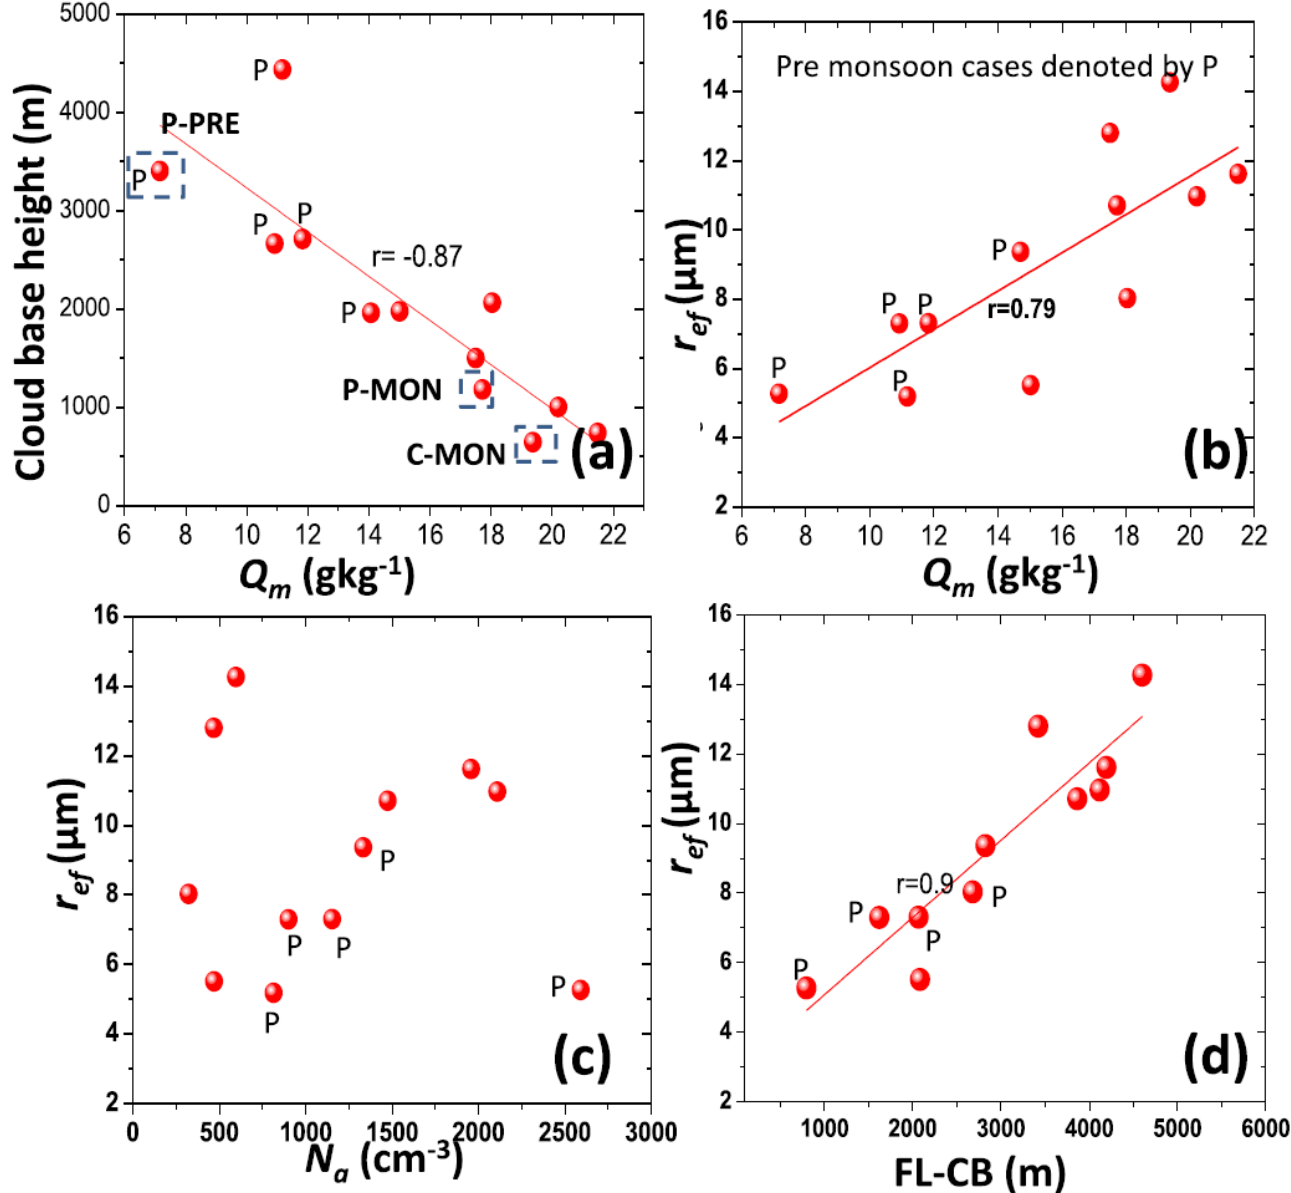 Cloud base height (m)
5000
4000
3000
2000
1000
0
P
P-PRE
P
P
P
r= -0.87
P
P-MON
C-MON
(a)
6 8 10 12 14 16 18 20 22
Qm (gkg-1)
ref (µm)
16
14
12
10
8
6
4
2
Pre monsoon cases denoted by P
P
P
P
r=0.79
P
P
(b)
6 8 10 12 14 16 18 20 22
Qm (gkg-1)
ref (µm)
16
14
12
10
8
6
4
2
P
P
P
P
P
(c)
0 500 1000 1500 2000 2500 3000
Na (cm-3)
ref (µm)
16
14
12
10
8
6
4
2
r=0.9
P
P
P
P
(d)
1000 2000 3000 4000 5000 6000
FL-CB (m)